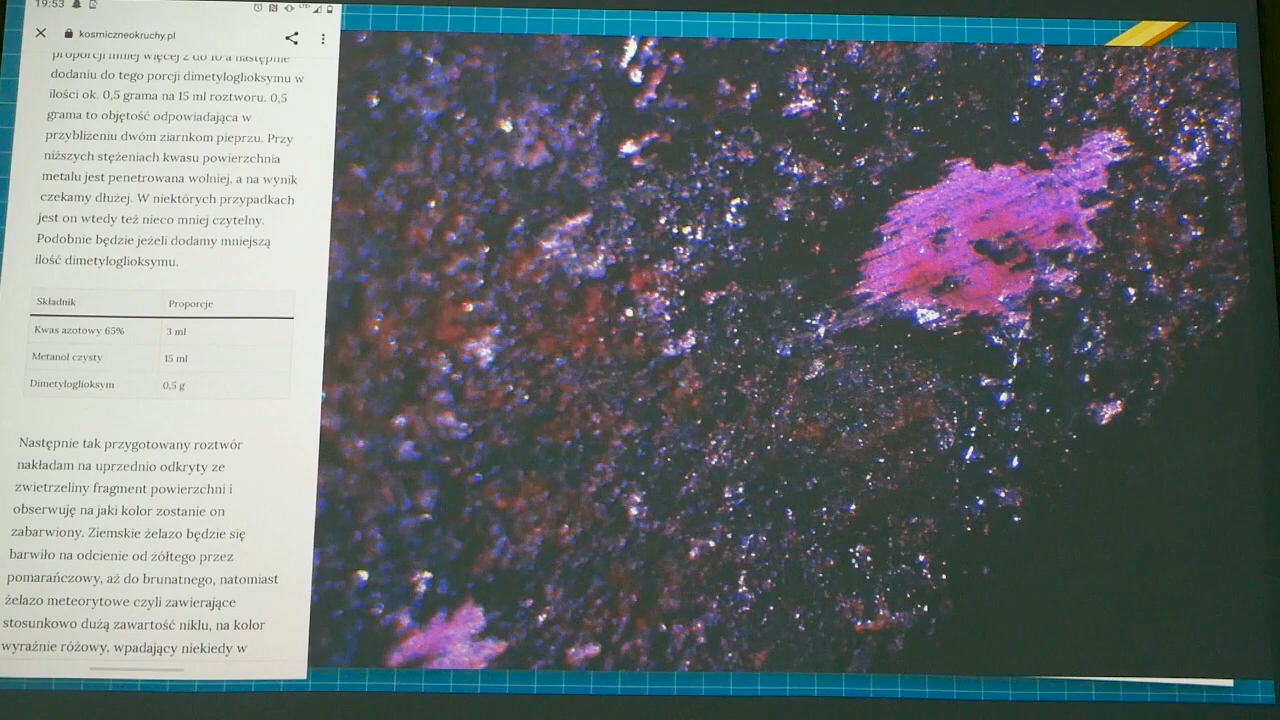 19:53
kosmiczneokruchy.pl
proporcji mniej więcej 2 do 10 a następnie
dodaniu do tego porcji dimetyloglioksymu w
ilości ok. 0,5 grama na 15 ml roztworu. 0,5
grama to objętość odpowiadająca w
przybliżeniu dwóm ziarnkom pieprzu. Przy
niższych stężeniach kwasu powierzchnia
metalu jest penetrowana wolniej, a na wynik
czekamy dłużej. W niektórych przypadkach
jest on wtedy też nieco mniej czytelny.
Podobnie będzie jeżeli dodamy mniejszą
ilość dimetyloglioksymu.
Składnik Proporcje
Kwas azotowy 65% 3 ml
Metanol czysty 15 ml
Dimetyloglioksym 0,5 g
Następnie tak przygotowany roztwór
nakładam na uprzednio odkryty ze
zwietrzeliny fragment powierzchni i
obserwuję na jaki kolor zostanie on
zabarwiony. Ziemskie żelazo będzie się
barwiło na odcienie od żółtego przez
pomarańczowy, aż do brunatnego, natomiast
żelazo meteorytowe czyli zawierające
stosunkowo dużą zawartość niklu, na kolor
wyraźnie różowy, wpadający niekiedy w